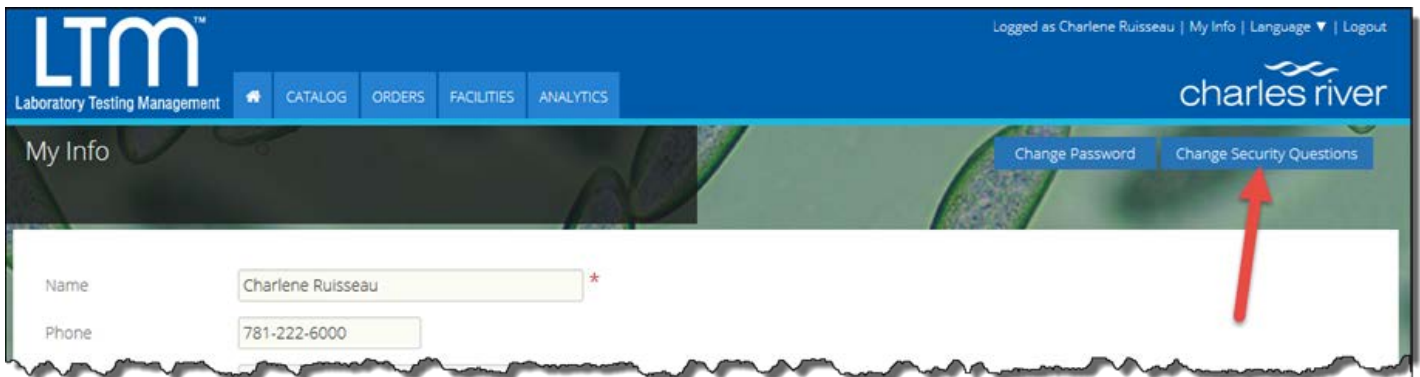 LTM™
Laboratory Testing Management
CATALOG ORDERS FACILITIES ANALYTICS
Logged as Charlene Ruisseau | My Info | Language ▼ | Logout
charles river
My Info
Change Password Change Security Questions
Name Charlene Ruisseau *
Phone 781-222-6000